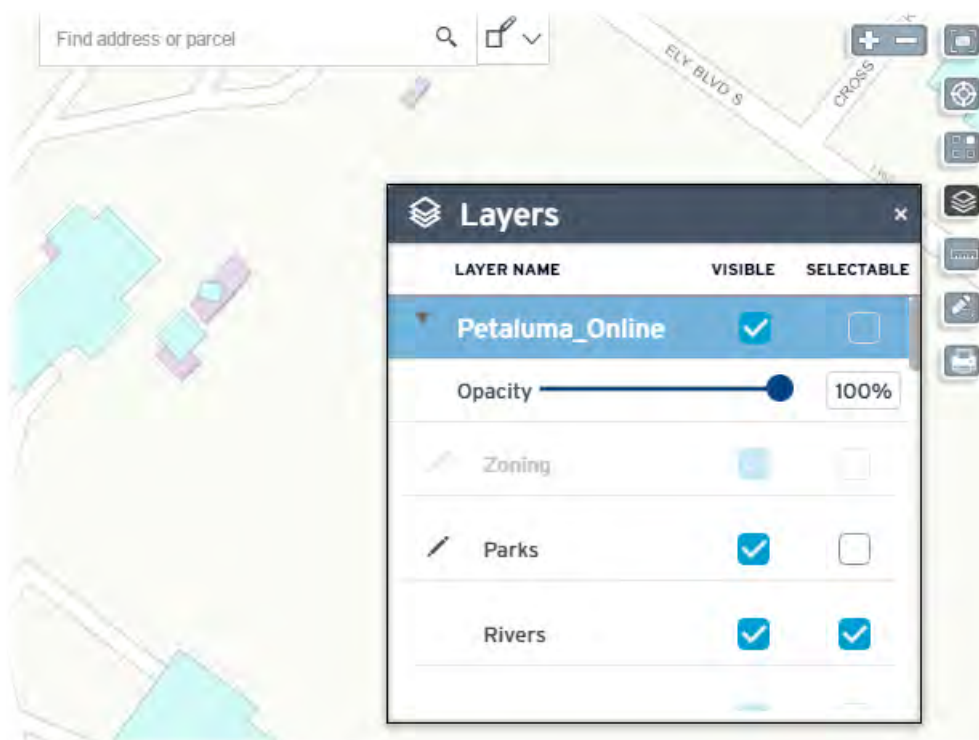 Find address or parcel
ELY BLVD S
CROSS
Layers
LAYER NAME VISIBLE SELECTABLE
Petaluma_Online
Opacity 100%
Zoning
Parks
Rivers